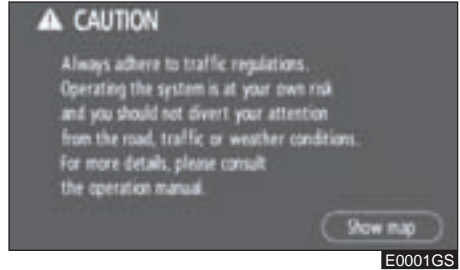 CAUTION
Always adhere to traffic regulations.
Operating the system is at your own risk
and you should not divert your attention
from the road, traffic or weather conditions.
For more details, please consult
the operation manual.
Show map
E0001GS